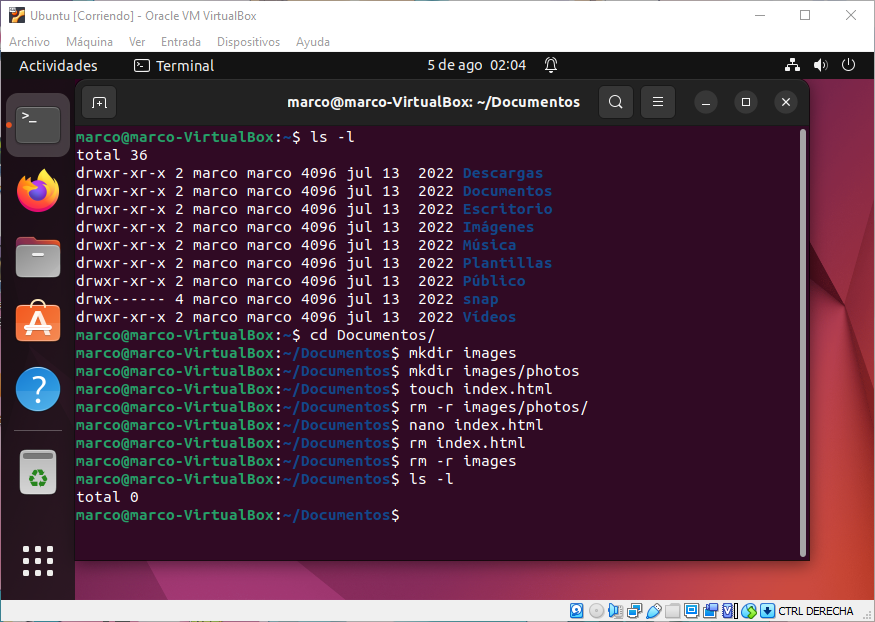 Ubuntu [Corriendo] - Oracle VM VirtualBox
Archivo Máquina Ver Entrada Dispositivos Ayuda
Actividades Terminal 5 de ago 02:04
marco@marco-VirtualBox: ~/Documentos
marco@marco-VirtualBox:~$ ls -l
total 36
drwxr-xr-x 2 marco marco 4096 jul 13  2022 Descargas
drwxr-xr-x 2 marco marco 4096 jul 13  2022 Documentos
drwxr-xr-x 2 marco marco 4096 jul 13  2022 Escritorio
drwxr-xr-x 2 marco marco 4096 jul 13  2022 Imágenes
drwxr-xr-x 2 marco marco 4096 jul 13  2022 Música
drwxr-xr-x 2 marco marco 4096 jul 13  2022 Plantillas
drwxr-xr-x 2 marco marco 4096 jul 13  2022 Público
drwx------ 4 marco marco 4096 jul 13  2022 snap
drwxr-xr-x 2 marco marco 4096 jul 13  2022 Vídeos
marco@marco-VirtualBox:~$ cd Documentos/
marco@marco-VirtualBox:~/Documentos$ mkdir images
marco@marco-VirtualBox:~/Documentos$ mkdir images/photos
marco@marco-VirtualBox:~/Documentos$ touch index.html
marco@marco-VirtualBox:~/Documentos$ rm -r images/photos/
marco@marco-VirtualBox:~/Documentos$ nano index.html
marco@marco-VirtualBox:~/Documentos$ rm index.html
marco@marco-VirtualBox:~/Documentos$ rm -r images
marco@marco-VirtualBox:~/Documentos$ ls -l
total 0
marco@marco-VirtualBox:~/Documentos$
CTRL DERECHA